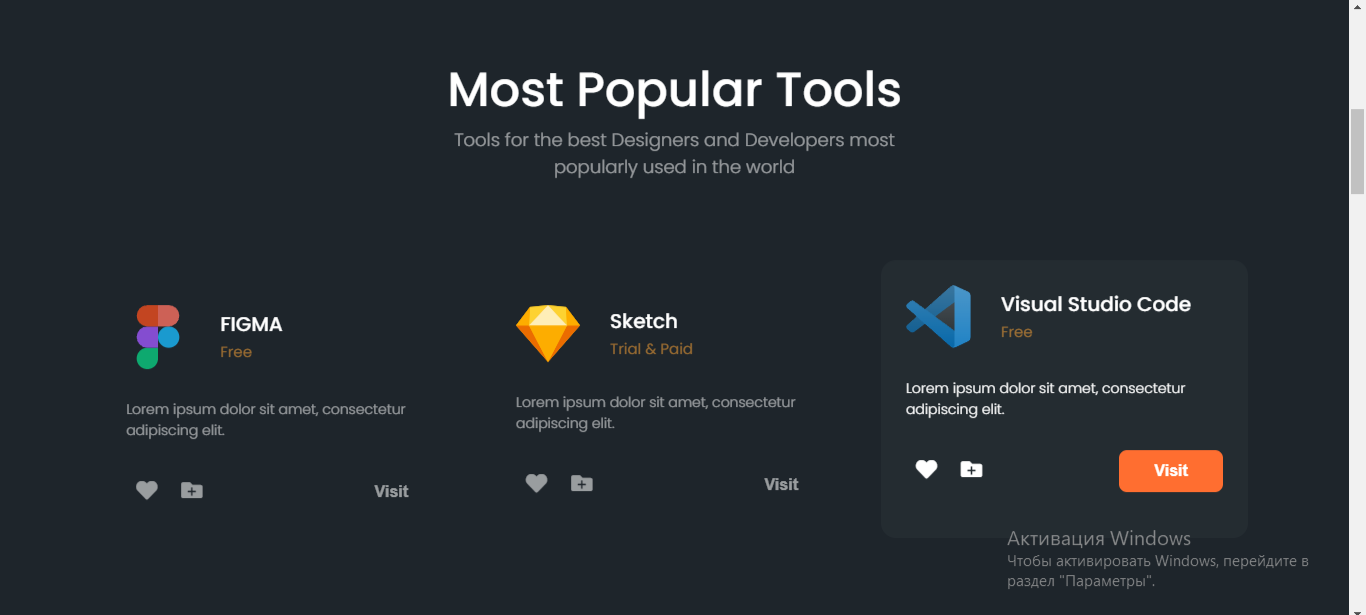 Most Popular Tools
Tools for the best Designers and Developers most
popularly used in the world
FIGMA
Free
Lorem ipsum dolor sit amet, consectetur
adipiscing elit.
Visit
Sketch
Trial & Paid
Lorem ipsum dolor sit amet, consectetur
adipiscing elit.
Visit
Visual Studio Code
Free
Lorem ipsum dolor sit amet, consectetur
adipiscing elit.
Visit
Активация Windows
Чтобы активировать Windows, перейдите в
раздел "Параметры".